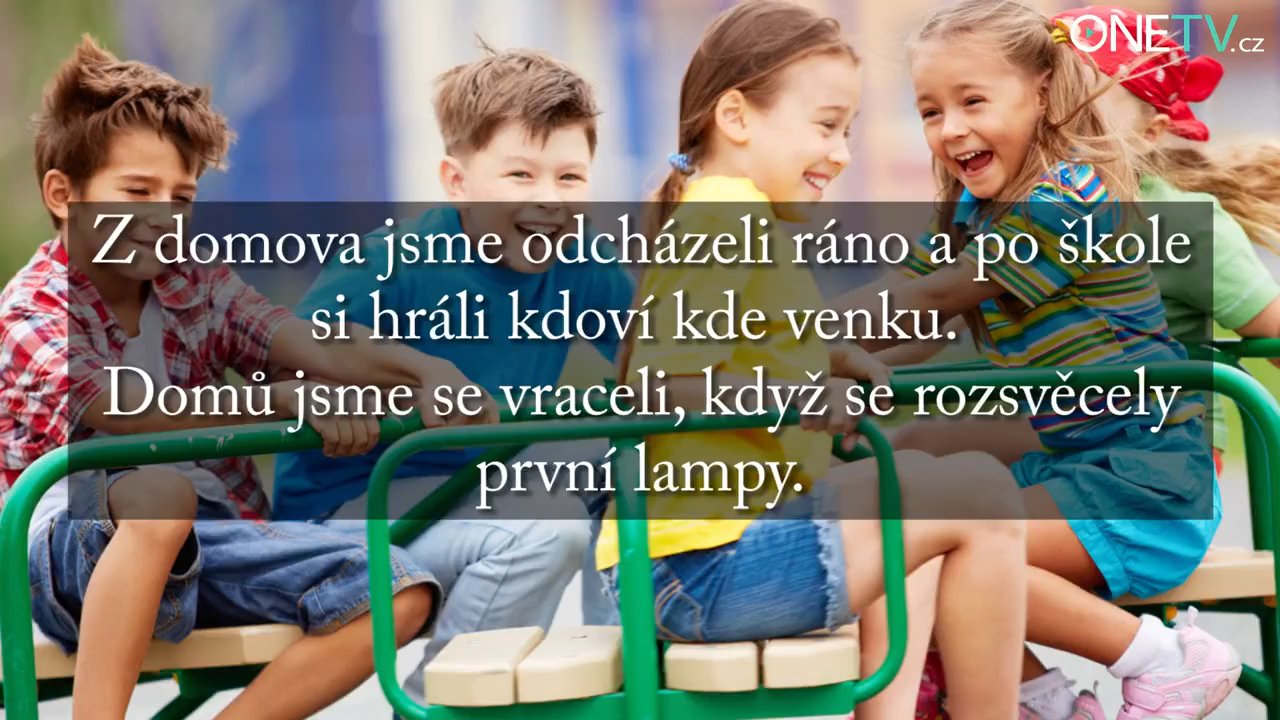 ONETV.cz
Z domova jsme odcházeli ráno a po škole
si hráli kdoví kde venku.
Domů jsme se vraceli, když se rozsvěcely
první lampy.